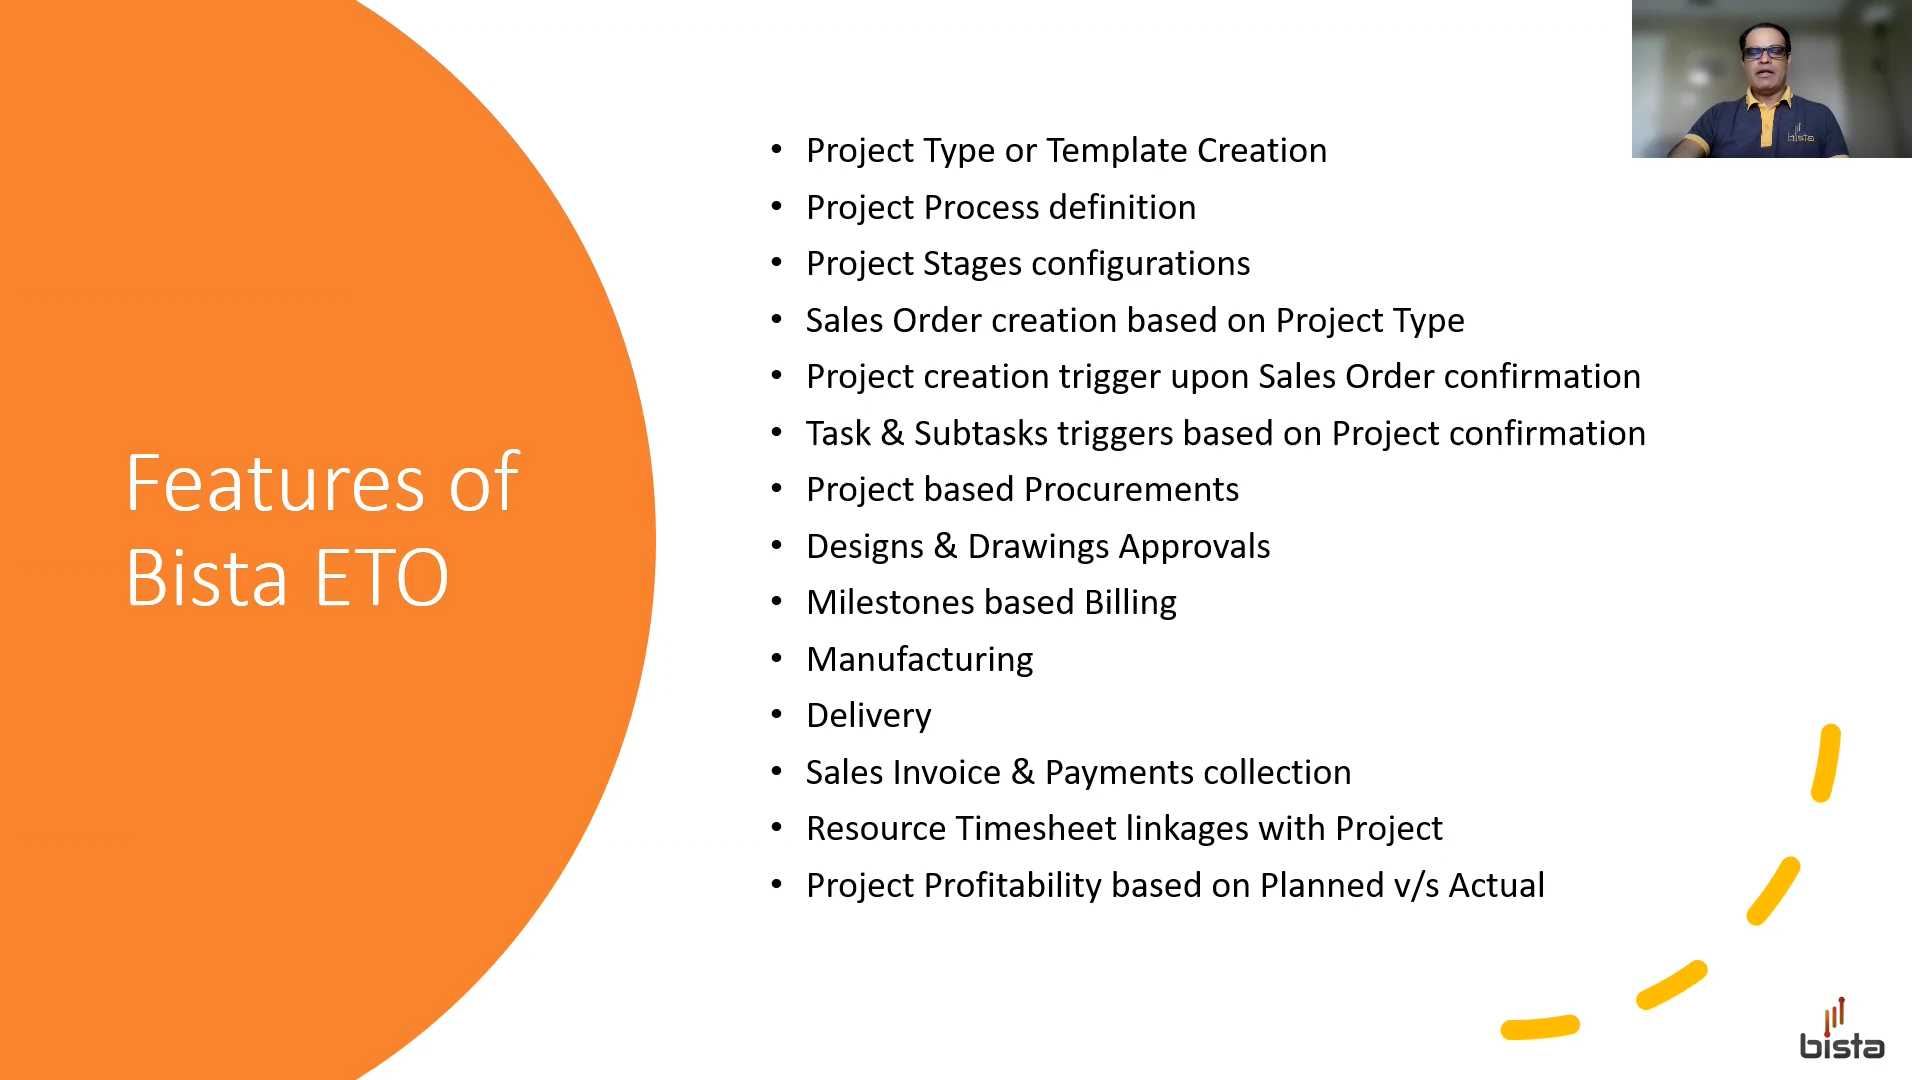 Features of
Bista ETO
• Project Type or Template Creation
• Project Process definition
• Project Stages configurations
• Sales Order creation based on Project Type
• Project creation trigger upon Sales Order confirmation
• Task & Subtasks triggers based on Project confirmation
• Project based Procurements
• Designs & Drawings Approvals
• Milestones based Billing
• Manufacturing
• Delivery
• Sales Invoice & Payments collection
• Resource Timesheet linkages with Project
• Project Profitability based on Planned v/s Actual
bista
bista